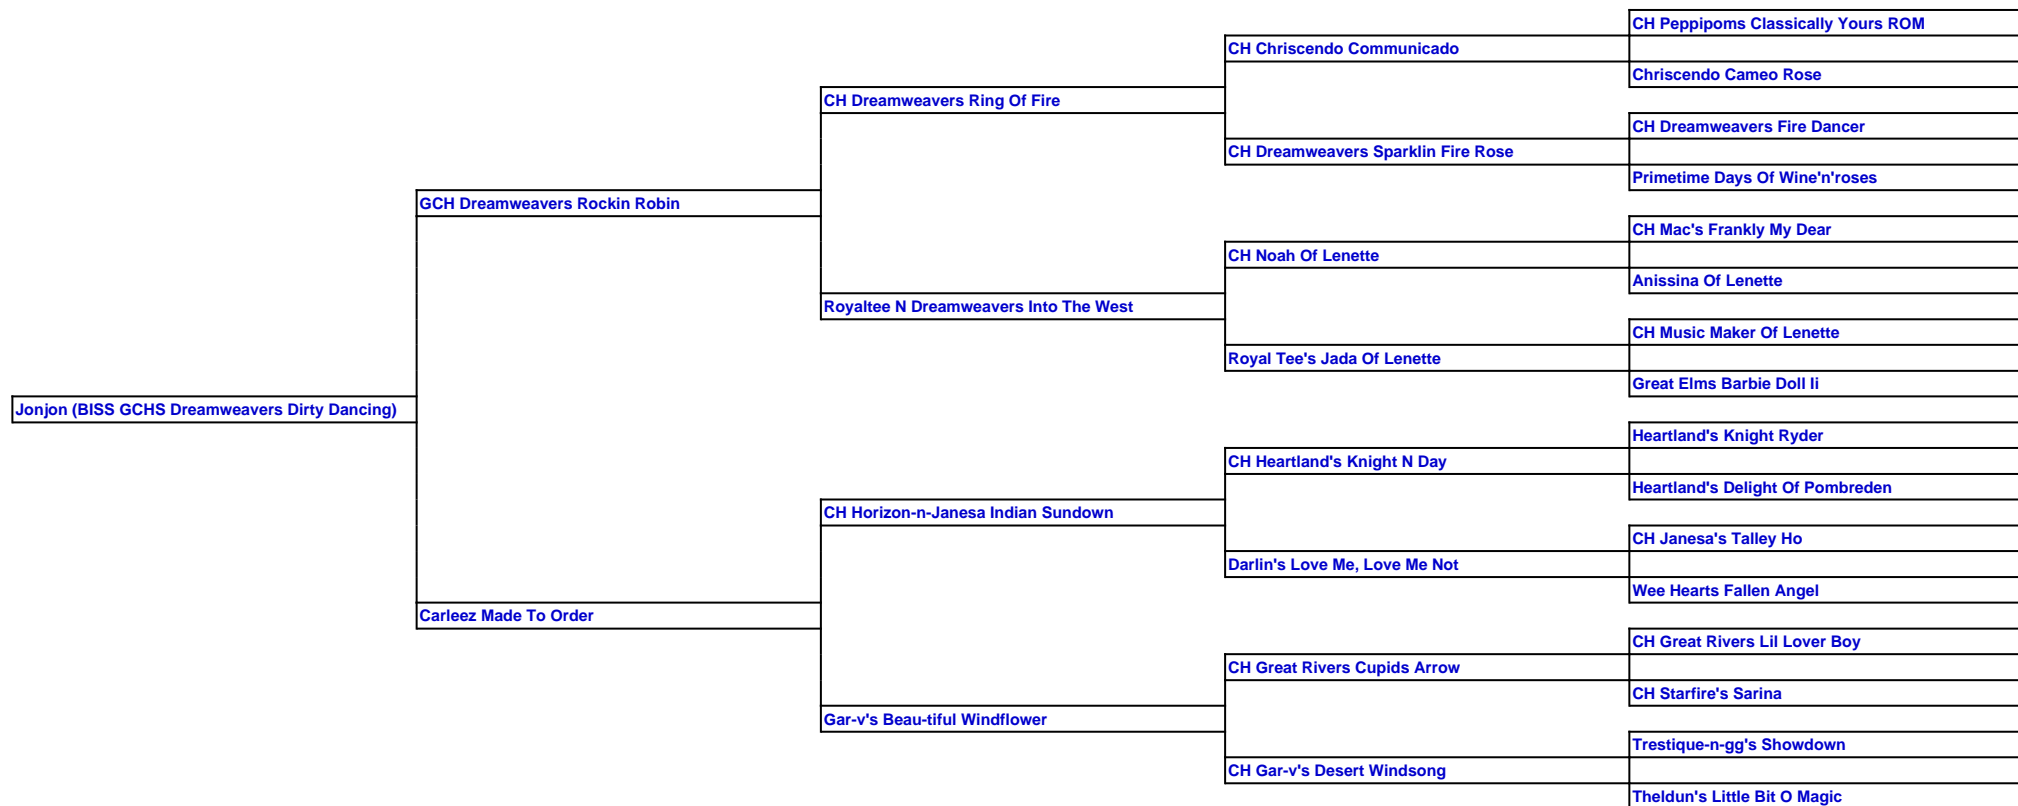 CH Peppipoms Classically Yours ROM
CH Chriscendo Communicado
Chriscendo Cameo Rose
CH Dreamweavers Ring Of Fire
CH Dreamweavers Fire Dancer
CH Dreamweavers Sparklin Fire Rose
Primetime Days Of Wine'n'roses
GCH Dreamweavers Rockin Robin
CH Mac's Frankly My Dear
CH Noah Of Lenette
Anissina Of Lenette
Royaltee N Dreamweavers Into The West
CH Music Maker Of Lenette
Royal Tee's Jada Of Lenette
Great Elms Barbie Doll Ii
Jonjon (BISS GCHS Dreamweavers Dirty Dancing)
Heartland's Knight Ryder
CH Heartland's Knight N Day
Heartland's Delight Of Pombreden
CH Horizon-n-Janesa Indian Sundown
CH Janesa's Talley Ho
Darlin's Love Me, Love Me Not
Wee Hearts Fallen Angel
Carleez Made To Order
CH Great Rivers Lil Lover Boy
CH Great Rivers Cupids Arrow
CH Starfire's Sarina
Gar-v's Beau-tiful Windflower
Trestique-n-gg's Showdown
CH Gar-v's Desert Windsong
Theldun's Little Bit O Magic